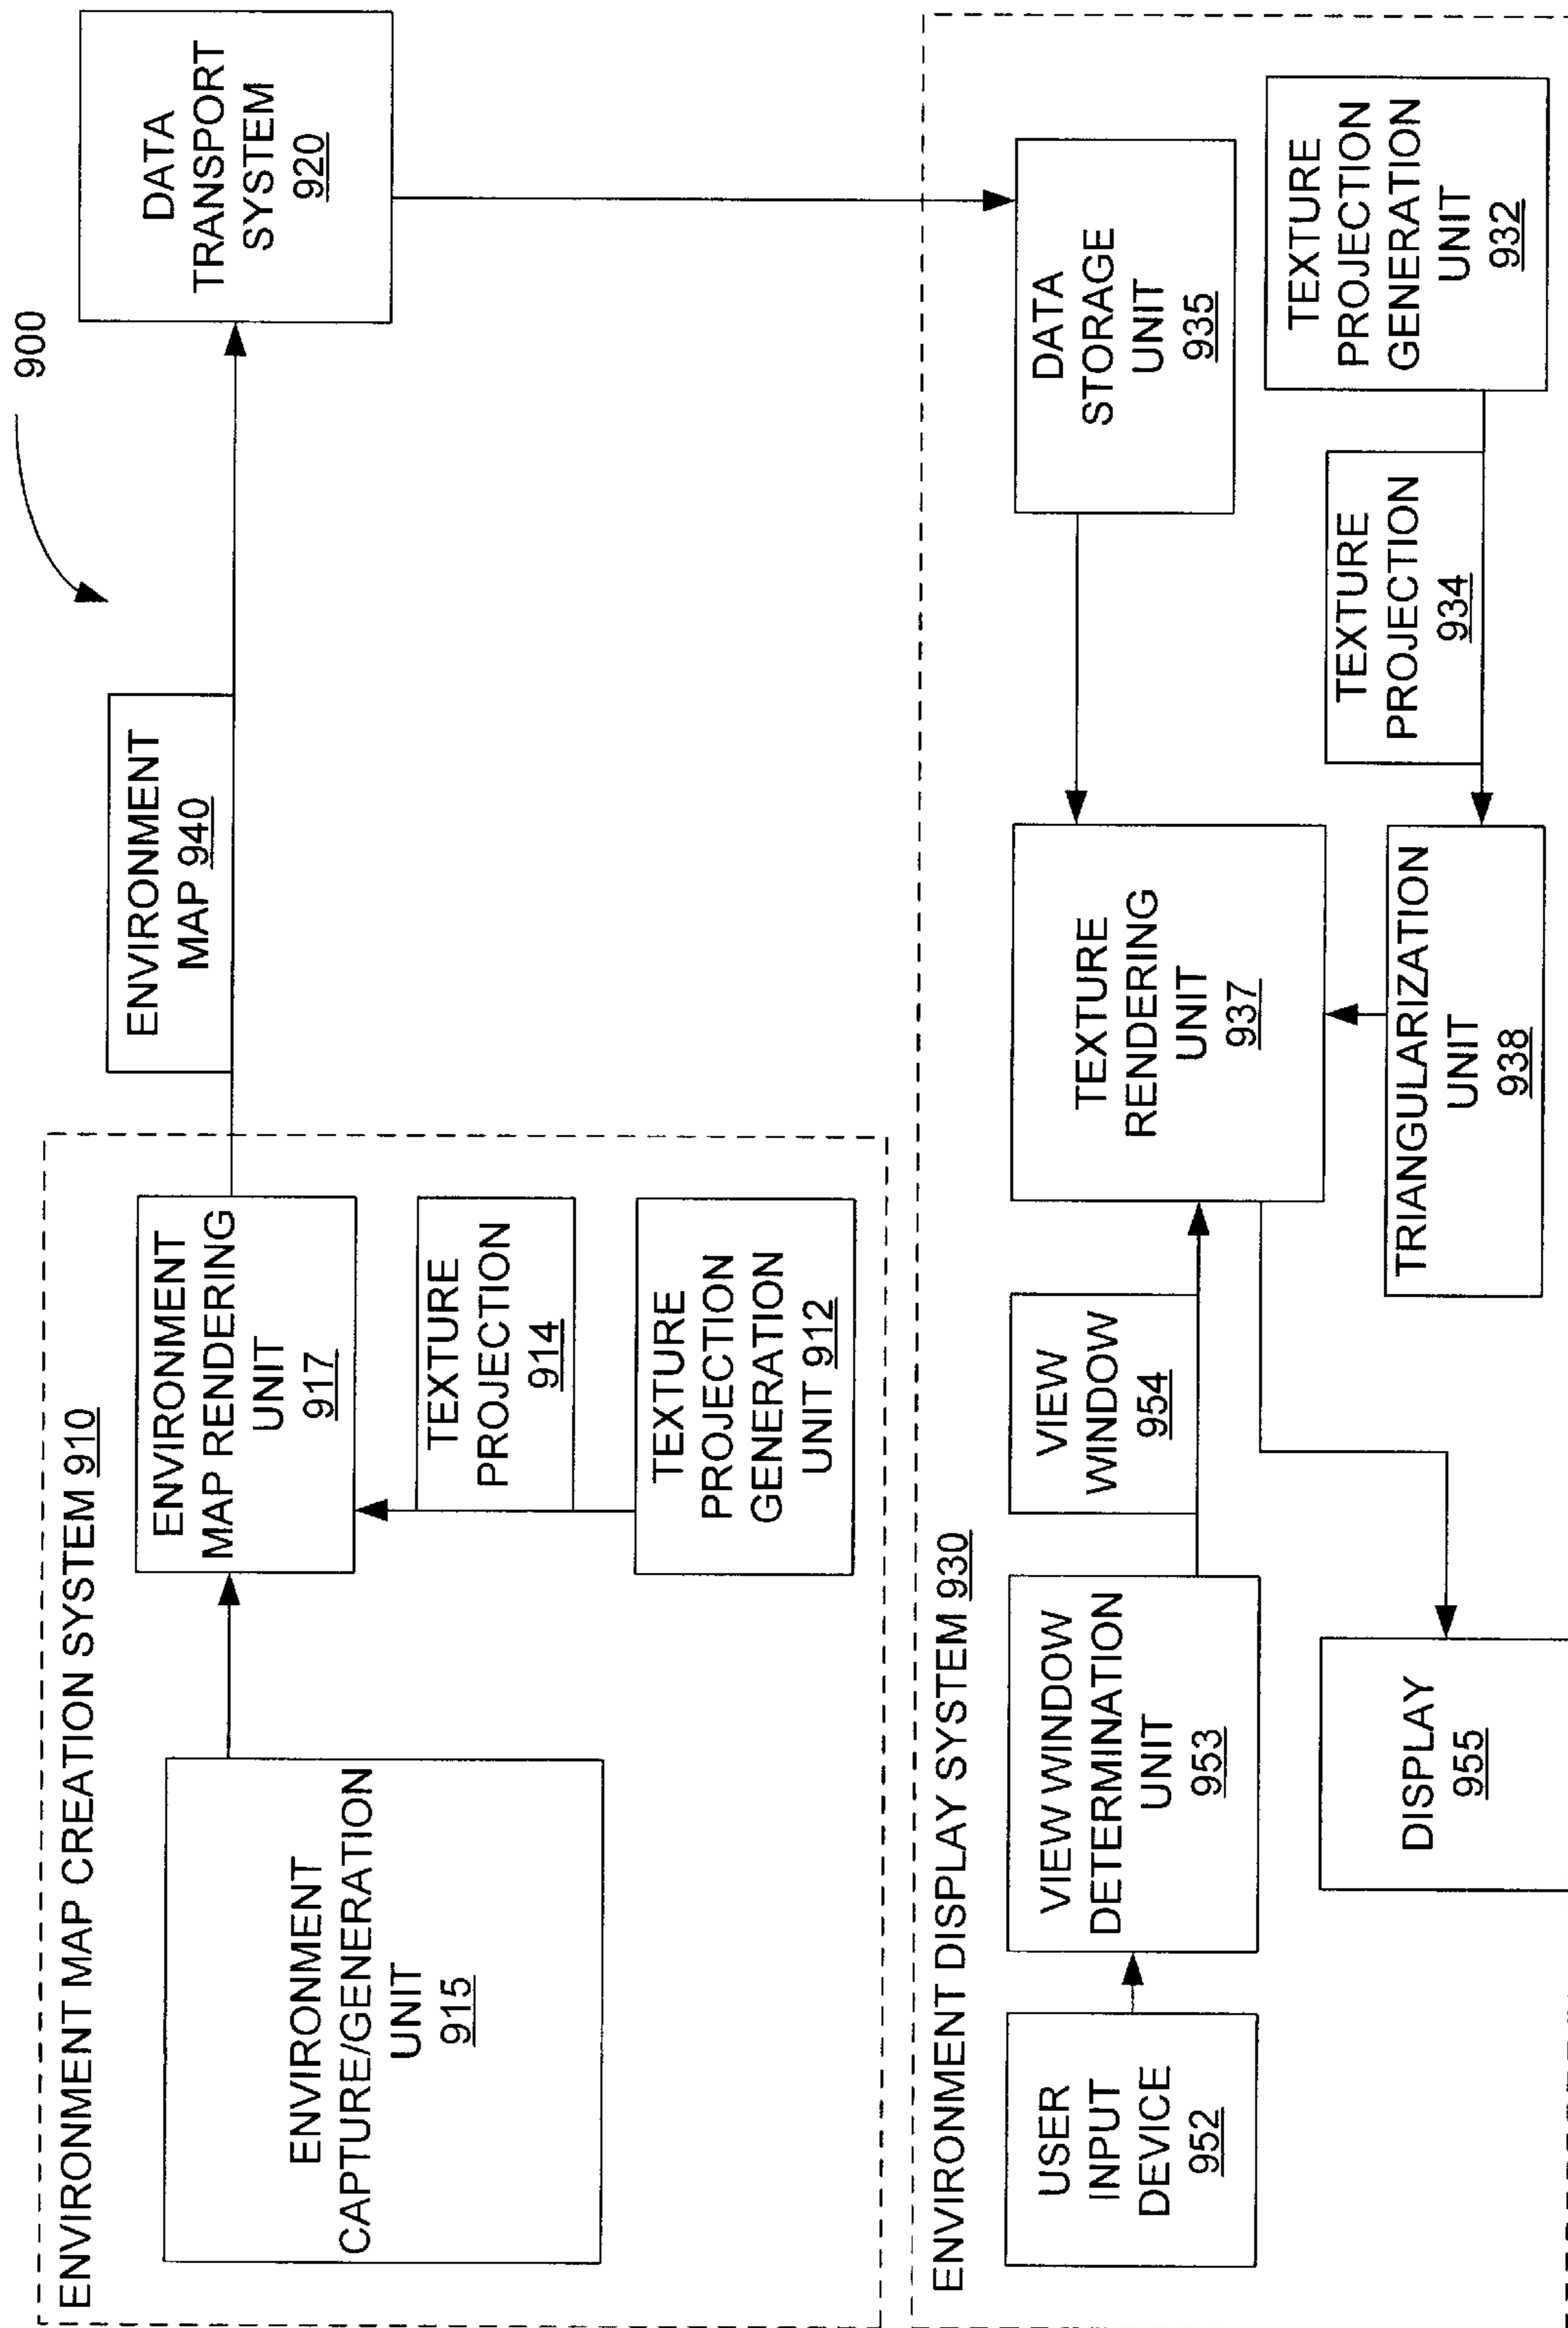 900
ENVIRONMENT MAP CREATION SYSTEM 910
ENVIRONMENT
CAPTURE/GENERATION
UNIT
915
ENVIRONMENT
MAP RENDERING
UNIT
917
TEXTURE
PROJECTION
914
TEXTURE
PROJECTION
GENERATION
UNIT 912
ENVIRONMENT
MAP 940
DATA
TRANSPORT
SYSTEM
920
ENVIRONMENT DISPLAY SYSTEM 930
USER
INPUT
DEVICE
952
VIEW WINDOW
DETERMINATION
UNIT
953
VIEW
WINDOW
954
TEXTURE
RENDERING
UNIT
937
DATA
STORAGE
UNIT
935
DISPLAY
955
TRIANGULARIZATION
UNIT
938
TEXTURE
PROJECTION
934
TEXTURE
PROJECTION
GENERATION
UNIT
932